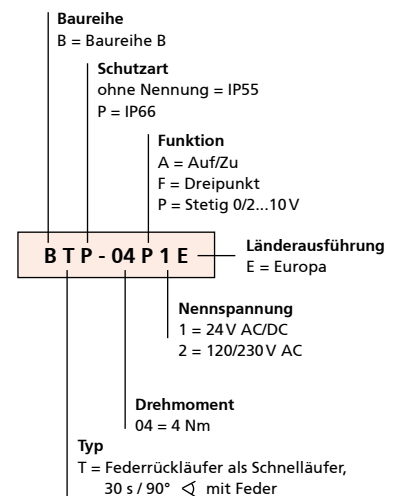 Baureihe
B = Baureihe B
Schutzart
ohne Nennung = IP55
P = IP66
Funktion
A = Auf/Zu
F = Dreipunkt
P = Stetig 0/2...10 V
B T P - 04 P 1 E
Länderausführung
E = Europa
Nennspannung
1 = 24 V AC/DC
2 = 120/230 V AC
Drehmoment
04 = 4 Nm
Typ
T = Federrückläufer als Schnelläufer,
30 s / 90° ∢ mit Feder